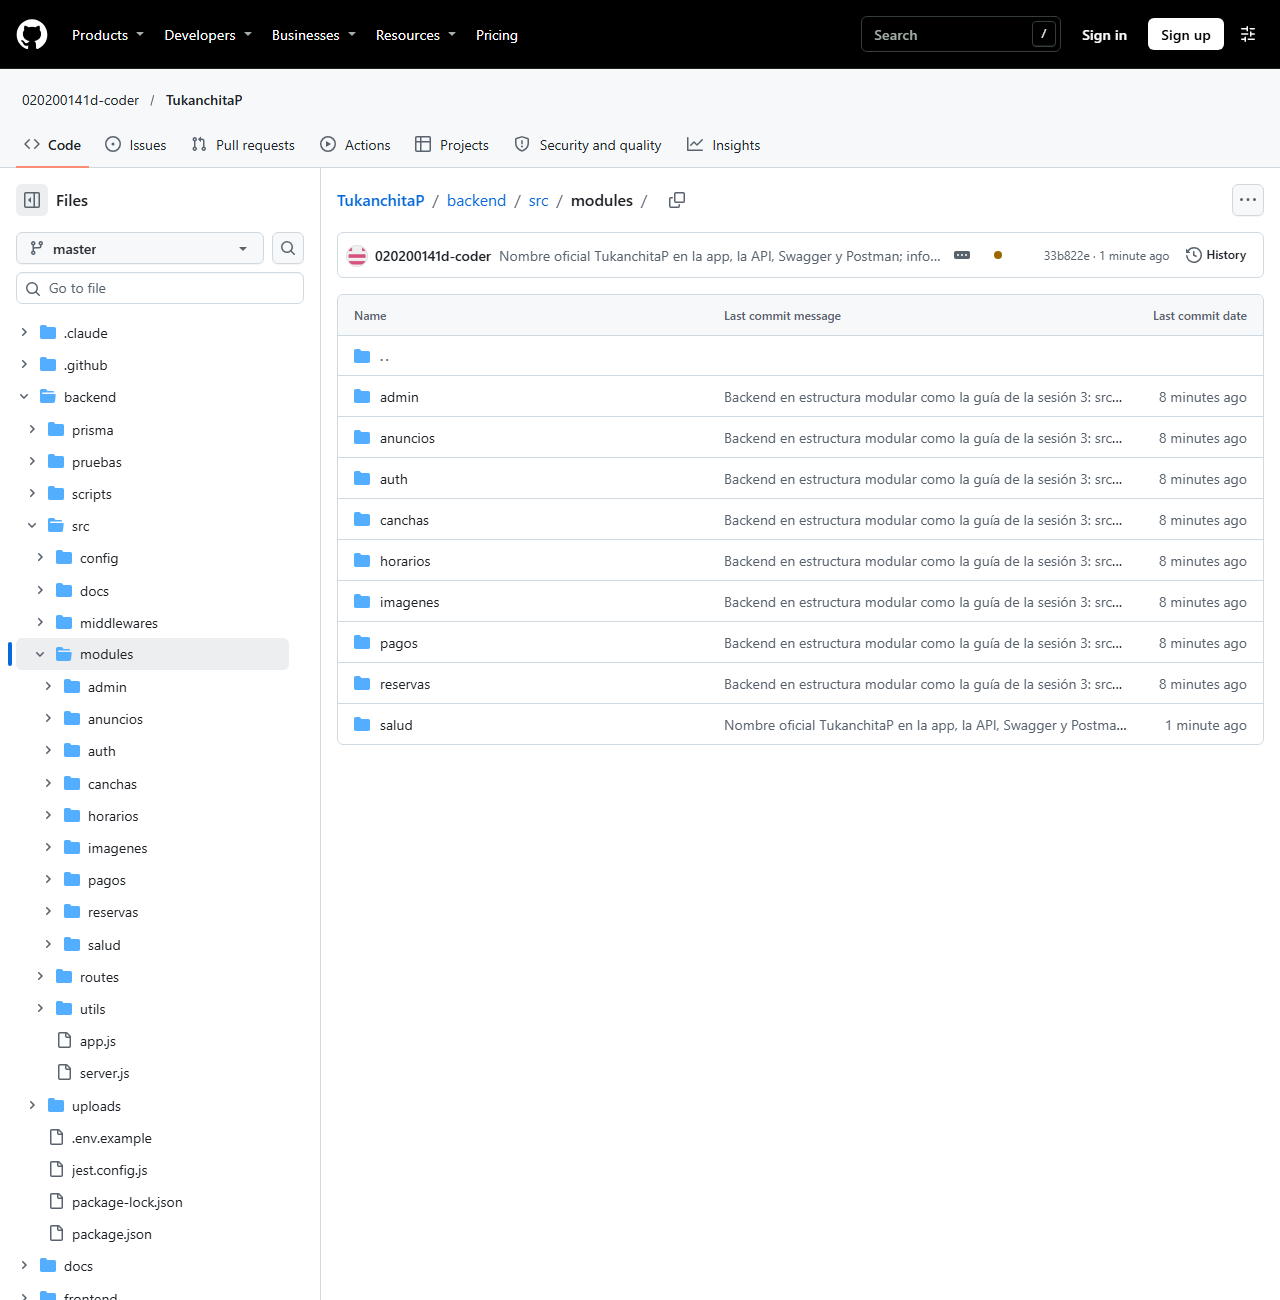 Products Developers Businesses Resources Pricing Search / Sign in Sign up
020200141d-coder / TukanchitaP
Code Issues Pull requests Actions Projects Security and quality Insights
Files
master
Go to file
.claude
.github
backend
prisma
pruebas
scripts
src
config
docs
middlewares
modules
admin
anuncios
auth
canchas
horarios
imagenes
pagos
reservas
salud
routes
utils
app.js
server.js
uploads
.env.example
jest.config.js
package-lock.json
package.json
docs
frontend
TukanchitaP / backend / src / modules /
020200141d-coder Nombre oficial TukanchitaP en la app, la API, Swagger y Postman; info... 33b822e · 1 minute ago History
Name Last commit message Last commit date
..
admin Backend en estructura modular como la guía de la sesión 3: src... 8 minutes ago
anuncios Backend en estructura modular como la guía de la sesión 3: src... 8 minutes ago
auth Backend en estructura modular como la guía de la sesión 3: src... 8 minutes ago
canchas Backend en estructura modular como la guía de la sesión 3: src... 8 minutes ago
horarios Backend en estructura modular como la guía de la sesión 3: src... 8 minutes ago
imagenes Backend en estructura modular como la guía de la sesión 3: src... 8 minutes ago
pagos Backend en estructura modular como la guía de la sesión 3: src... 8 minutes ago
reservas Backend en estructura modular como la guía de la sesión 3: src... 8 minutes ago
salud Nombre oficial TukanchitaP en la app, la API, Swagger y Postma... 1 minute ago